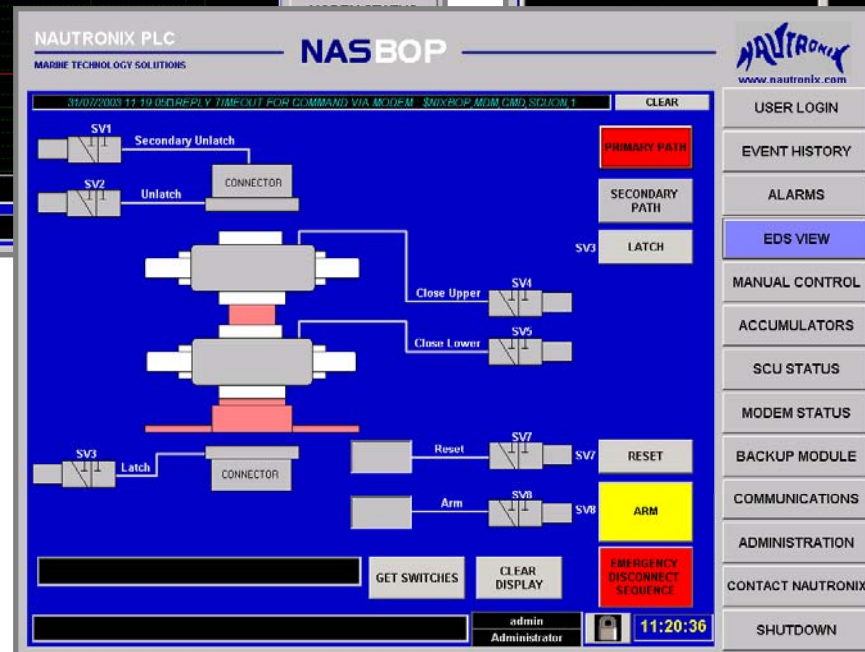 MODEM STATUS
NAUTRONIX PLC
MARINE TECHNOLOGY SOLUTIONS
NASBOP
NAUTRONIX
www.nautronix.com
31/07/2003 11:19:05 REPLY TIMEOUT FOR COMMAND VIA MODEM $NIXBOP,MDM,CMD,SCUON,1
CLEAR
USER LOGIN
EVENT HISTORY
ALARMS
EDS VIEW
MANUAL CONTROL
ACCUMULATORS
SCU STATUS
MODEM STATUS
BACKUP MODULE
COMMUNICATIONS
ADMINISTRATION
CONTACT NAUTRONIX
SHUTDOWN
SV1
Secondary Unlatch
SV2
Unlatch
CONNECTOR
PRIMARY PATH
SECONDARY
PATH
SV3
LATCH
Close Upper
SV4
Close Lower
SV5
SV3
Latch
CONNECTOR
Reset
SV7
SV7
RESET
Arm
SV8
SV8
ARM
GET SWITCHES
CLEAR
DISPLAY
EMERGENCY
DISCONNECT
SEQUENCE
admin
Administrator
11:20:36